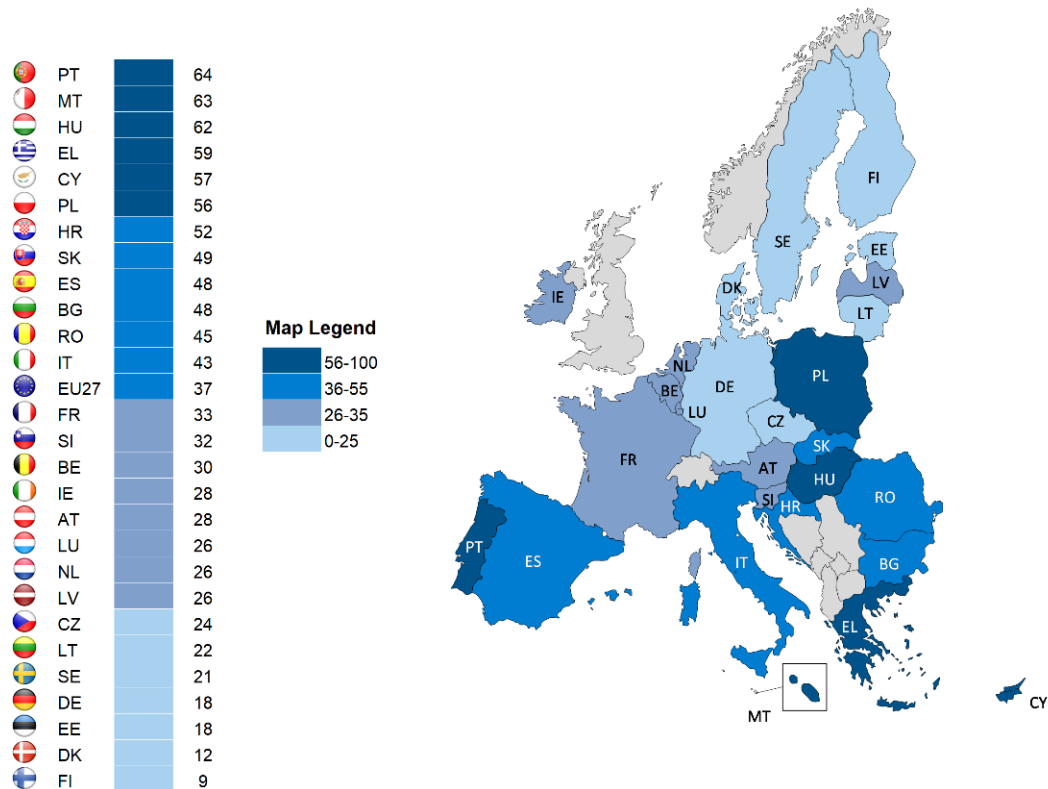 PT 64
MT 63
HU 62
EL 59
CY 57
PL 56
HR 52
SK 49
ES 48
BG 48
RO 45
IT 43
EU27 37
FR 33
SI 32
BE 30
IE 28
AT 28
LU 26
NL 26
LV 26
CZ 24
LT 22
SE 21
DE 18
EE 18
DK 12
FI 9
Map Legend
56-100
36-55
26-35
0-25
FI
SE
EE
LV
LT
DK
IE
NL
BE
LU
DE
PL
CZ
SK
FR
AT
HU
SI
HR
RO
PT
ES
IT
BG
EL
MT
CY